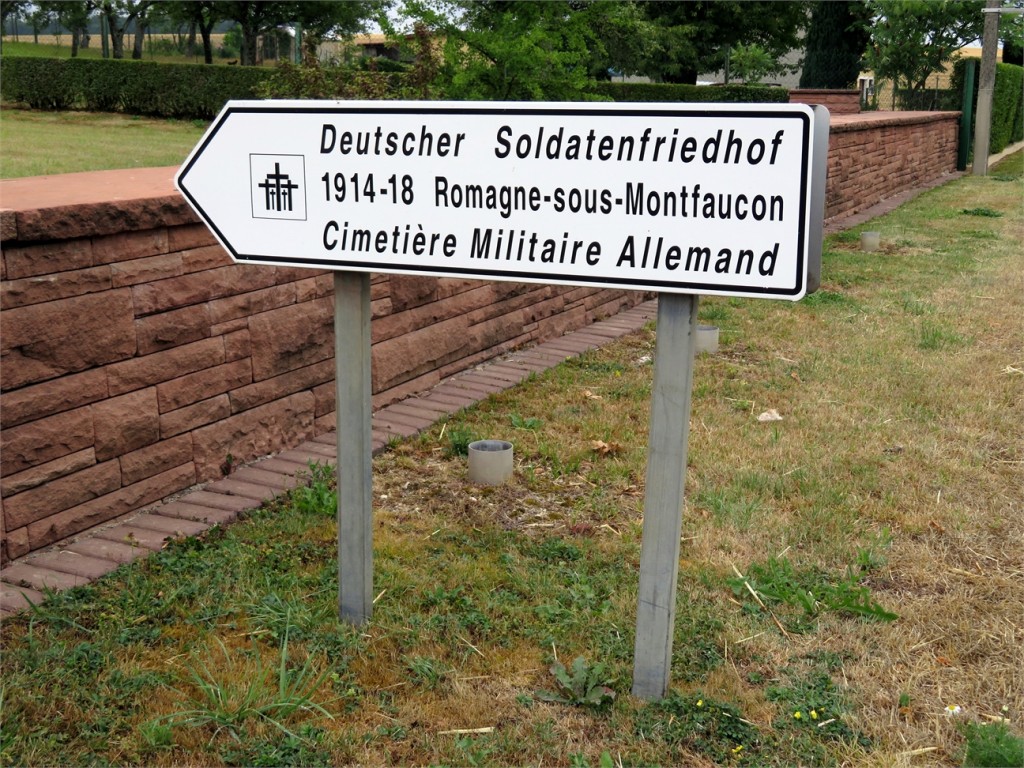 Deutscher Soldatenfriedhof
1914-18 Romagne-sous-Montfaucon
Cimetière Militaire Allemand